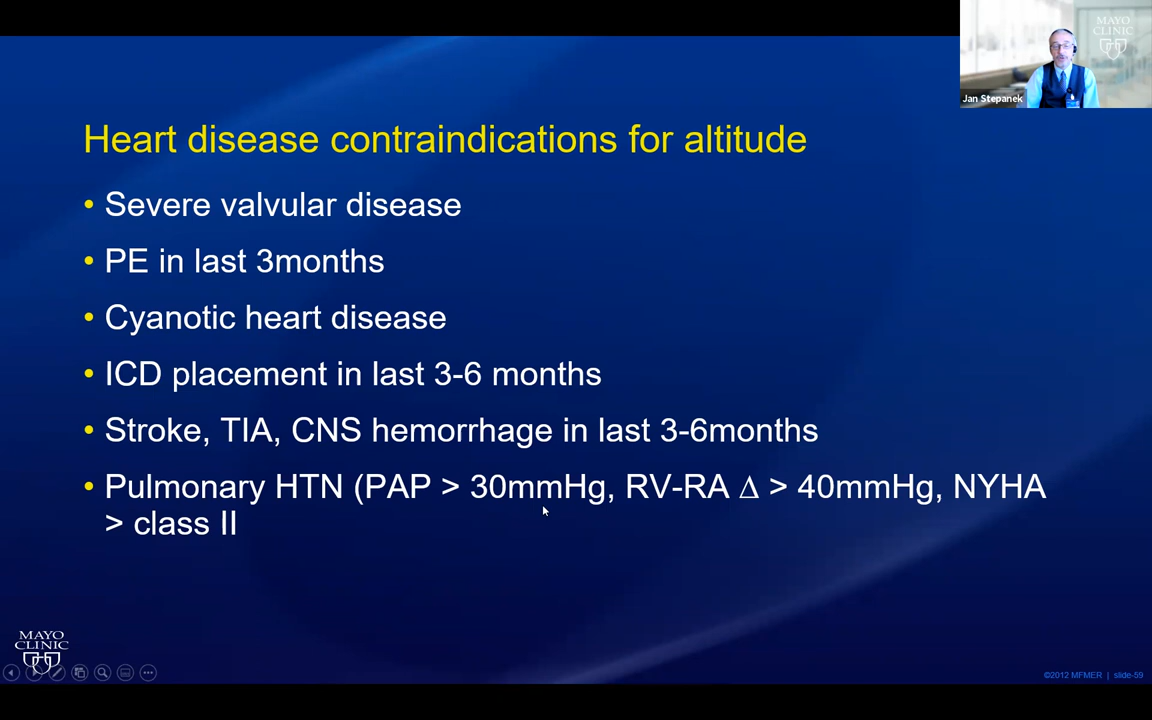 MAYO
CLINIC
Jan Stepanek
Heart disease contraindications for altitude
• Severe valvular disease
• PE in last 3months
• Cyanotic heart disease
• ICD placement in last 3-6 months
• Stroke, TIA, CNS hemorrhage in last 3-6months
• Pulmonary HTN (PAP > 30mmHg, RV-RA Δ > 40mmHg, NYHA
> class II
MAYO
CLINIC
©2012 MFMER | slide-59